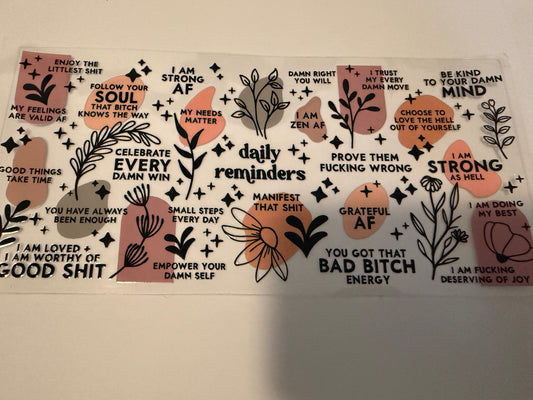 ENJOY THE
LITTLEST SHIT
MY FEELINGS
ARE VALID AF
FOLLOW YOUR
SOUL
THAT BITCH
KNOWS THE WAY
I AM
STRONG
AF
MY NEEDS
MATTER
DAMN RIGHT
YOU WILL
I AM
ZEN AF
I TRUST
MY EVERY
DAMN MOVE
BE KIND
TO YOUR DAMN
MIND
CHOOSE TO
LOVE THE HELL
OUT OF YOURSELF
GOOD THINGS
TAKE TIME
CELEBRATE
EVERY
DAMN WIN
daily
reminders
PROVE THEM
FUCKING WRONG
I AM
STRONG
AS HELL
YOU HAVE ALWAYS
BEEN ENOUGH
SMALL STEPS
EVERY DAY
MANIFEST
THAT SHIT
GRATEFUL
AF
I AM DOING
MY BEST
I AM LOVED +
I AM WORTHY OF
GOOD SHIT
EMPOWER YOUR
DAMN SELF
YOU GOT THAT
BAD BITCH
ENERGY
I AM FUCKING
DESERVING OF JOY